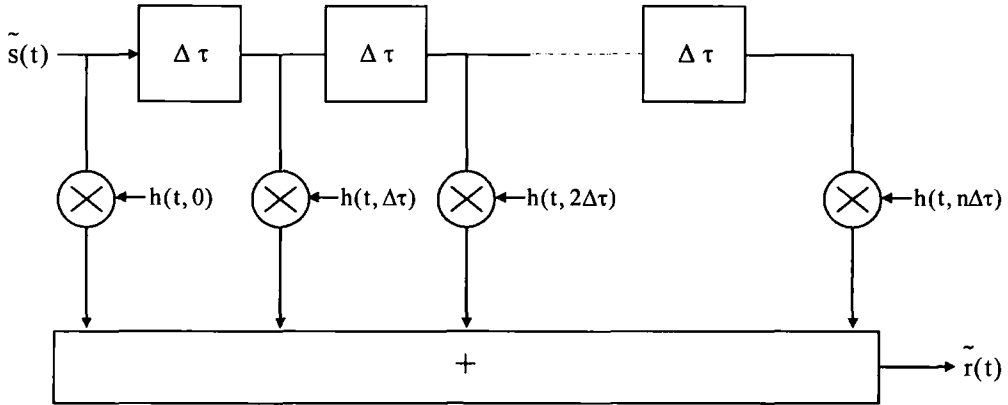 s̃(t) Δ τ Δ τ Δ τ
h(t, 0) h(t, Δτ) h(t, 2Δτ) h(t, nΔτ)
+
r̃(t)